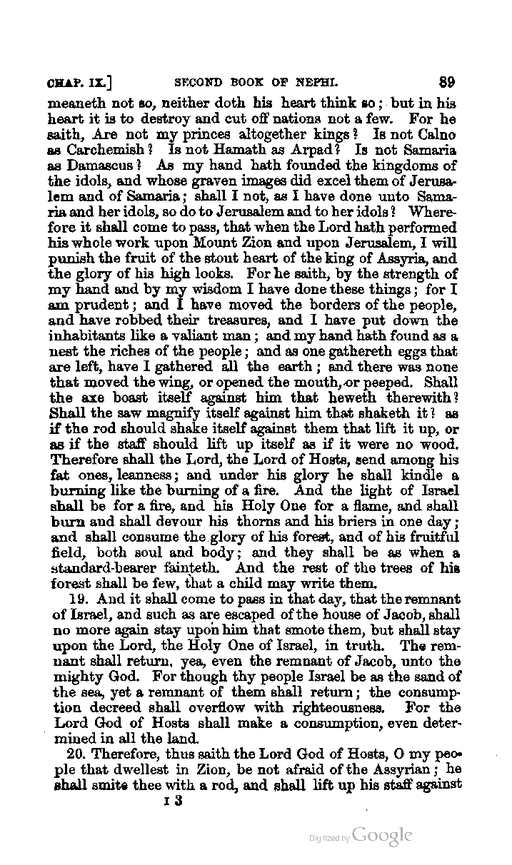 CHAP. IX.] SECOND BOOK OF NEPHI. 89
meaneth not so, neither doth his heart think so; but in his
heart it is to destroy and cut off nations not a few. For he
saith, Are not my princes altogether kings? Is not Calno
as Carchemish? Is not Hamath as Arpad? Is not Samaria
as Damascus? As my hand hath founded the kingdoms of
the idols, and whose graven images did excel them of Jerusa-
lem and of Samaria; shall I not, as I have done unto Sama-
ria and her idols, so do to Jerusalem and to her idols? Where-
fore it shall come to pass, that when the Lord hath performed
his whole work upon Mount Zion and upon Jerusalem, I will
punish the fruit of the stout heart of the king of Assyria, and
the glory of his high looks. For he saith, by the strength of
my hand and by my wisdom I have done these things; for I
am prudent; and I have moved the borders of the people,
and have robbed their treasures, and I have put down the
inhabitants like a valiant man; and my hand hath found as a
nest the riches of the people; and as one gathereth eggs that
are left, have I gathered all the earth; and there was none
that moved the wing, or opened the mouth, or peeped. Shall
the axe boast itself against him that heweth therewith?
Shall the saw magnify itself against him that shaketh it? as
if the rod should shake itself against them that lift it up, or
as if the staff should lift up itself as if it were no wood.
Therefore shall the Lord, the Lord of Hosts, send among his
fat ones, leanness; and under his glory he shall kindle a
burning like the burning of a fire. And the light of Israel
shall be for a fire, and his Holy One for a flame, and shall
burn and shall devour his thorns and his briers in one day;
and shall consume the glory of his forest, and of his fruitful
field, both soul and body; and they shall be as when a
standard-bearer fainteth. And the rest of the trees of his
forest shall be few, that a child may write them.
19. And it shall come to pass in that day, that the remnant
of Israel, and such as are escaped of the house of Jacob, shall
no more again stay upon him that smote them, but shall stay
upon the Lord, the Holy One of Israel, in truth. The rem-
nant shall return, yea, even the remnant of Jacob, unto the
mighty God. For though thy people Israel be as the sand of
the sea, yet a remnant of them shall return; the consump-
tion decreed shall overflow with righteousness. For the
Lord God of Hosts shall make a consumption, even deter-
mined in all the land.
20. Therefore, thus saith the Lord God of Hosts, O my peo-
ple that dwellest in Zion, be not afraid of the Assyrian; he
shall smite thee with a rod, and shall lift up his staff against
I 3
Digitized by Google